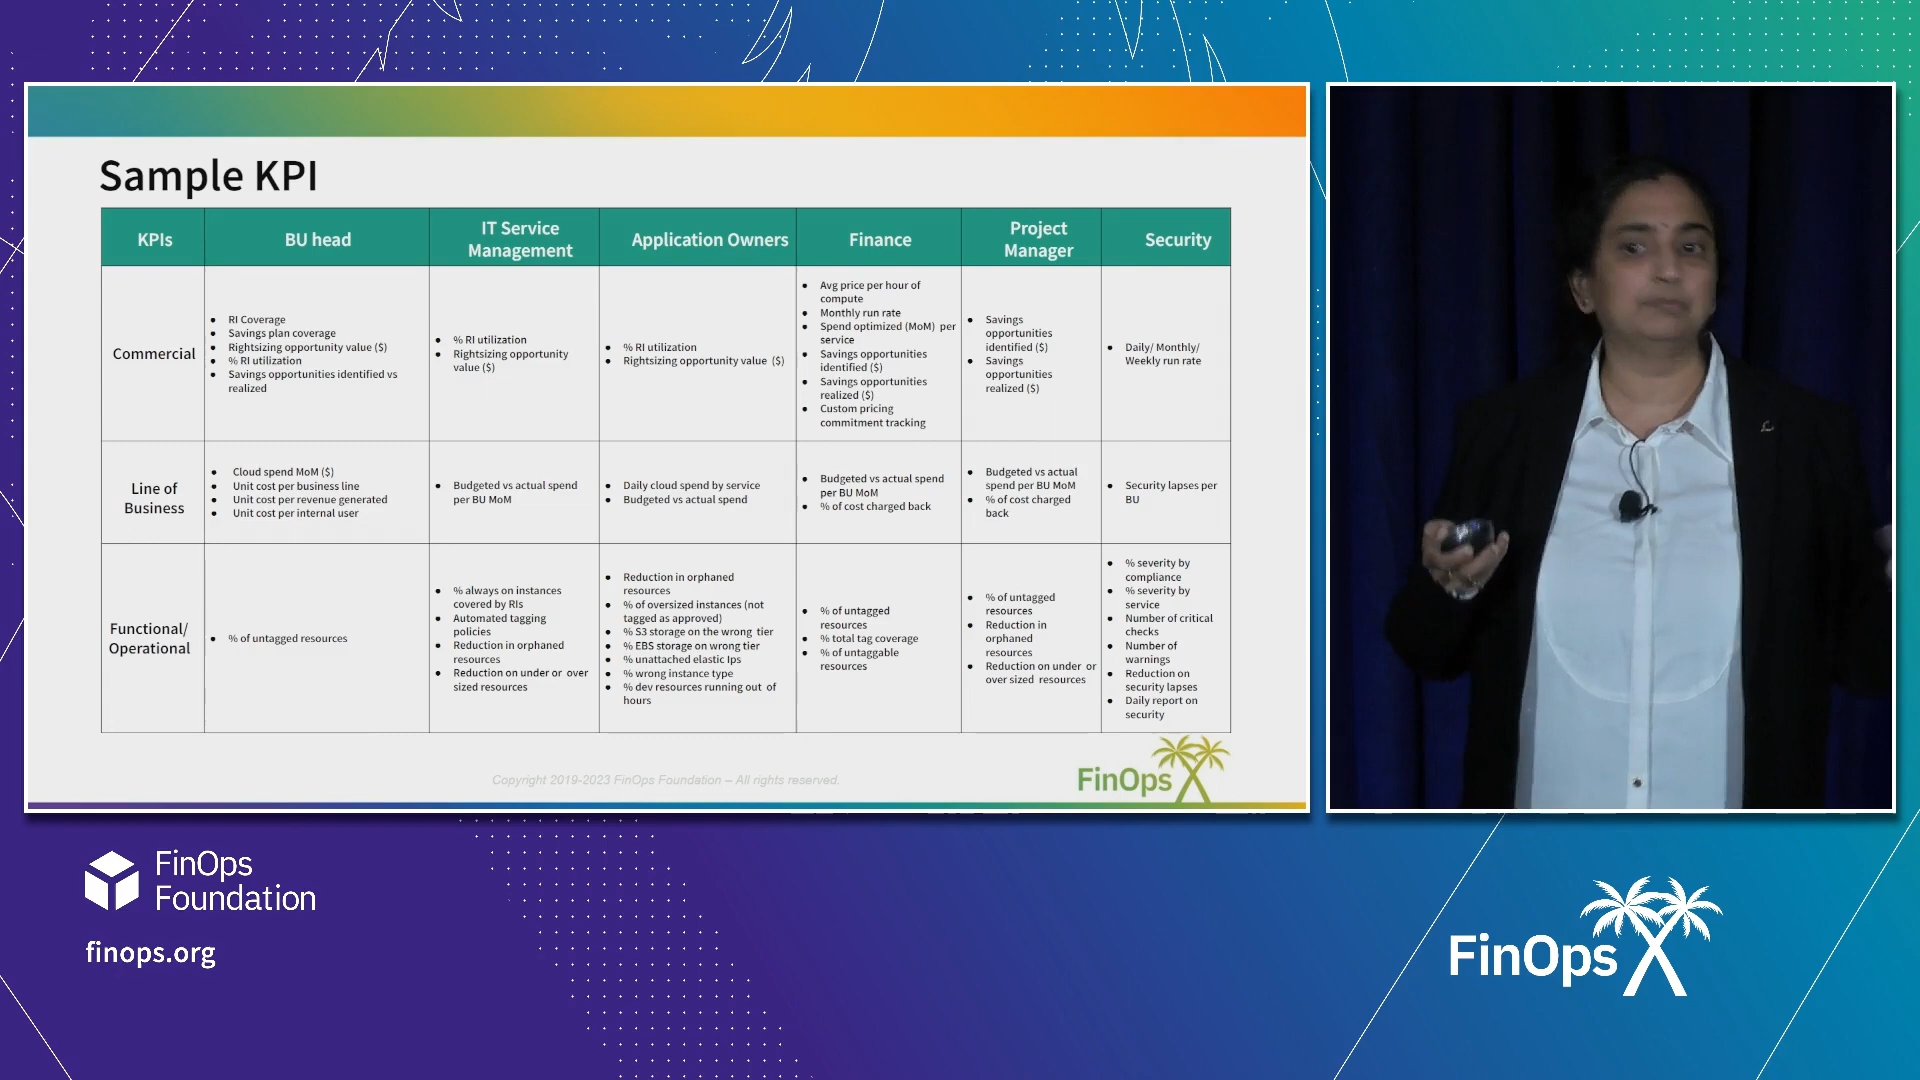 Sample KPI
KPIs
BU head
IT Service
Management
Application Owners
Finance
Project
Manager
Security
Commercial
• RI Coverage
• Savings plan coverage
• Rightsizing opportunity value ($)
• % RI utilization
• Savings opportunities identified vs
realized
• % RI utilization
• Rightsizing opportunity
value ($)
• % RI utilization
• Rightsizing opportunity value ($)
• Avg price per hour of
compute
• Monthly run rate
• Spend optimized (MoM) per
service
• Savings opportunities
identified ($)
• Savings opportunities
realized ($)
• Custom pricing
commitment tracking
• Savings
opportunities
identified ($)
• Savings
opportunities
realized ($)
• Daily/ Monthly/
Weekly run rate
Line of
Business
• Cloud spend MoM ($)
• Unit cost per business line
• Unit cost per revenue generated
• Unit cost per internal user
• Budgeted vs actual spend
per BU MoM
• Daily cloud spend by service
• Budgeted vs actual spend
• Budgeted vs actual spend
per BU MoM
• % of cost charged back
• Budgeted vs actual
spend per BU MoM
• % of cost charged
back
• Security lapses per
BU
Functional/
Operational
• % of untagged resources
• % always on instances
covered by RIs
• Automated tagging
policies
• Reduction in orphaned
resources
• Reduction on under or over
sized resources
• Reduction in orphaned
resources
• % of oversized instances (not
tagged as approved)
• % S3 storage on the wrong tier
• % EBS storage on wrong tier
• % unattached elastic Ips
• % wrong instance type
• % dev resources running out of
hours
• % of untagged
resources
• % total tag coverage
• % of untaggable
resources
• % of untagged
resources
• Reduction in
orphaned
resources
• Reduction on under or
over sized resources
• % severity by
compliance
• % severity by
service
• Number of critical
checks
• Number of
warnings
• Reduction on
security lapses
• Daily report on
security
Copyright 2019-2023 FinOps Foundation – All rights reserved.
FinOps X
FinOps
Foundation
finops.org
FinOps X